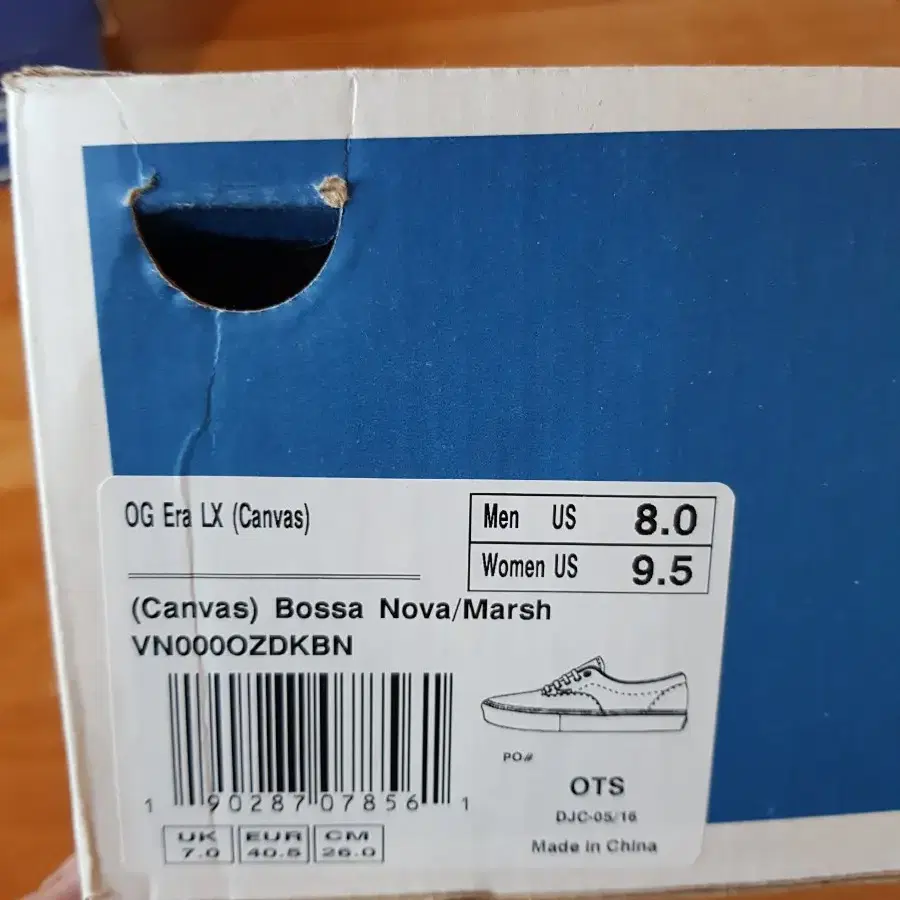 OG Era LX (Canvas)
Men US 8.0
Women US 9.5
(Canvas) Bossa Nova/Marsh
VN000OZDKBN
PO#
OTS
DJC-05/16
Made in China
1 90287 07856 1
UK EUR CM
7.0 40.5 26.0